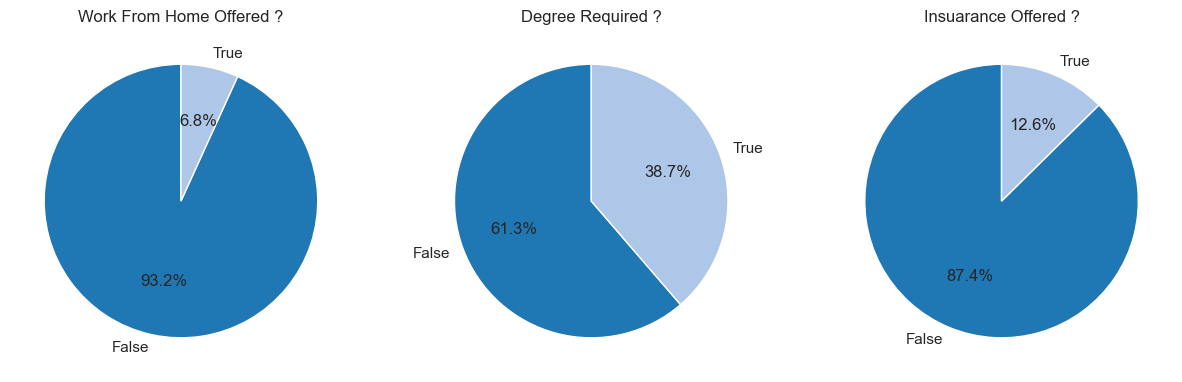 Work From Home Offered ?
True
6.8%
93.2%
False
Degree Required ?
True
38.7%
61.3%
False
Insuarance Offered ?
True
12.6%
87.4%
False